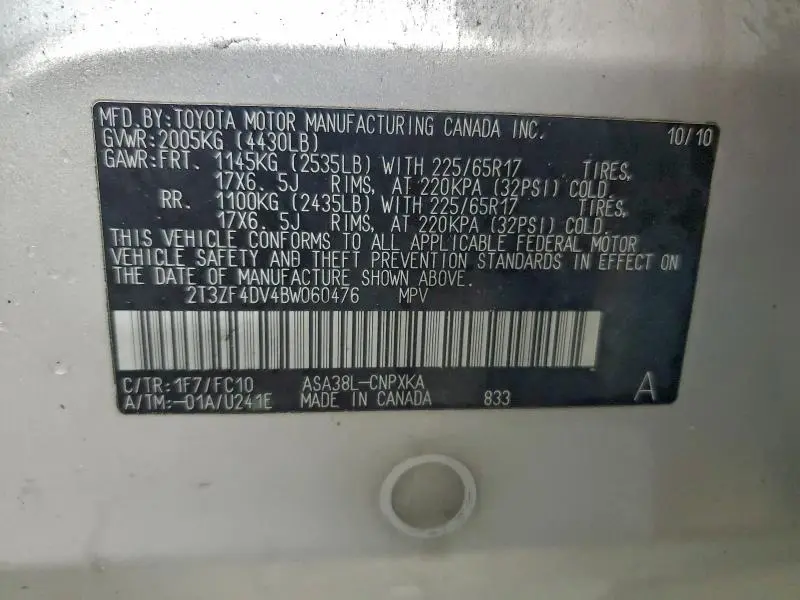 MFD.BY:TOYOTA MOTOR MANUFACTURING CANADA INC. 10/10
GVWR:2005KG (4430LB)
GAWR:FRT. 1145KG (2535LB) WITH 225/65R17 TIRES,
17X6.5J RIMS, AT 220KPA (32PSI) COLD.
RR. 1100KG (2435LB) WITH 225/65R17 TIRES,
17X6.5J RIMS, AT 220KPA (32PSI) COLD.
THIS VEHICLE CONFORMS TO ALL APPLICABLE FEDERAL MOTOR
VEHICLE SAFETY AND THEFT PREVENTION STANDARDS IN EFFECT ON
THE DATE OF MANUFACTURE SHOWN ABOVE.
2T3ZF4DV4BW060476 MPV
C/TR:1F7/FC10 ASA38L-CNPXKA
A/TM:-01A/U241E MADE IN CANADA 833 A